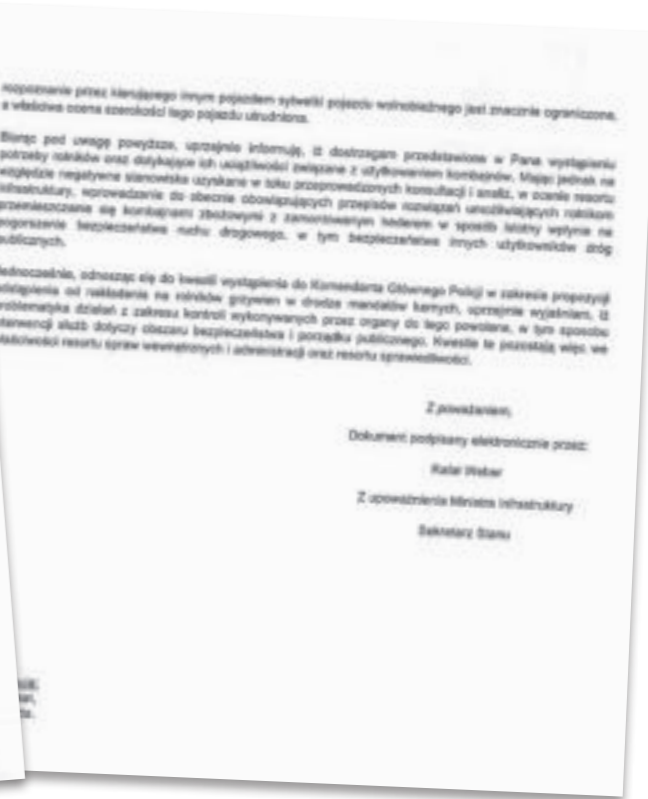 rozpoznanie przez kierującego innym pojazdem sylwetki pojazdu wolnobieżnego jest znacznie ograniczone,
a właściwa ocena szerokości tego pojazdu utrudniona.
Biorąc pod uwagę powyższe, uprzejmie informuję, iż dostrzegam przedstawione w Pana wystąpieniu
potrzeby rolników oraz dotykające ich uciążliwości związane z użytkowaniem kombajnów. Mając jednak na
względzie negatywne stanowiska uzyskane w toku przeprowadzonych konsultacji i analiz, w ocenie resortu
infrastruktury, wprowadzenie do obecnie obowiązujących przepisów rozwiązań umożliwiających rolnikom
przemieszczanie się kombajnami zbożowymi z zamontowanym hederem w sposób istotny wpłynie na
pogorszenie bezpieczeństwa ruchu drogowego, w tym bezpieczeństwa innych użytkowników dróg
publicznych.
Jednocześnie, odnosząc się do kwestii wystąpienia do Komendanta Głównego Policji w zakresie propozycji
odstąpienia od nakładania na rolników grzywien w drodze mandatów karnych, uprzejmie wyjaśniam, iż
problematyka działań z zakresu kontroli wykonywanych przez organy do tego powołane, w tym sposobu
interwencji służb dotyczy obszaru bezpieczeństwa i porządku publicznego. Kwestie te pozostają więc we
właściwości resortu spraw wewnętrznych i administracji oraz resortu sprawiedliwości.
Z poważaniem,
Dokument podpisany elektronicznie przez:
Rafał Weber
Z upoważnienia Ministra Infrastruktury
Sekretarz Stanu